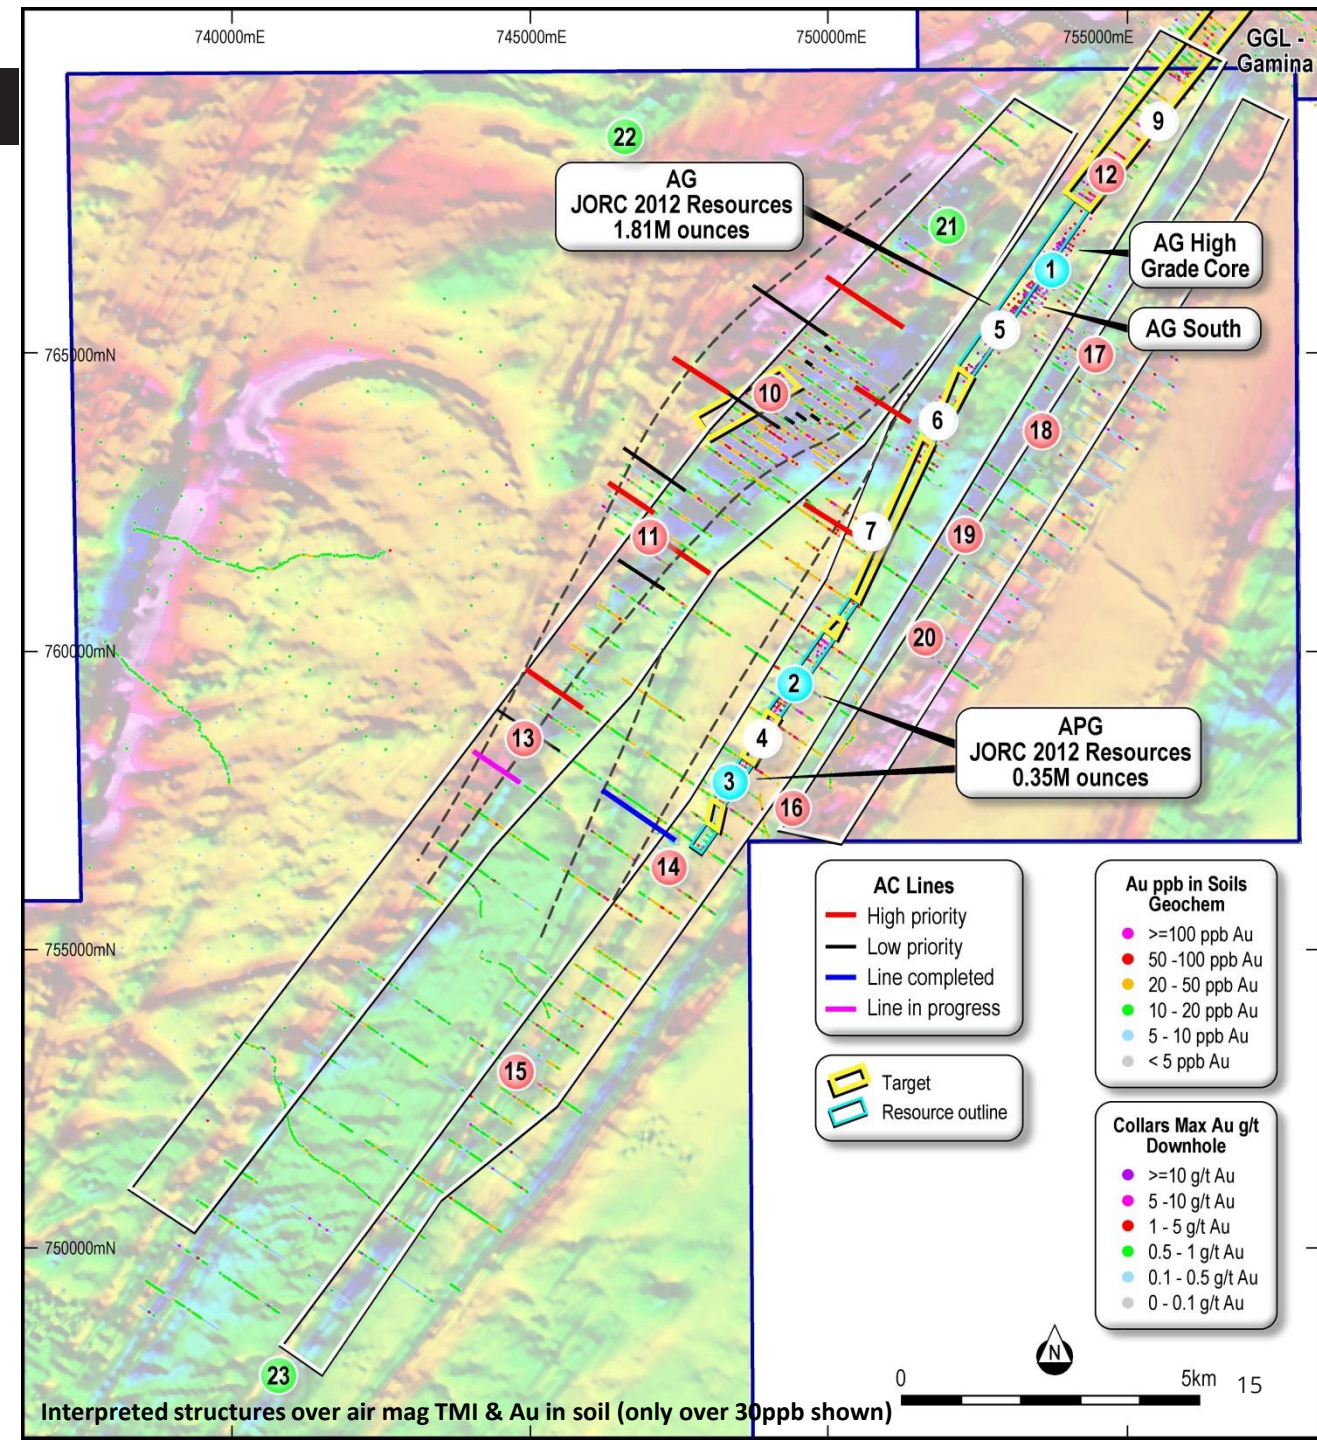 740000mE
745000mE
750000mE
755000mE
GGL -
Gamina
9
22
12
AG
JORC 2012 Resources
1.81M ounces
21
AG High
Grade Core
1
5
AG South
765000mN
17
10
6
18
7
11
19
20
760000mN
2
4
13
APG
JORC 2012 Resources
0.35M ounces
3
16
14
AC Lines
High priority
Low priority
Line completed
Line in progress
Au ppb in Soils
Geochem
>=100 ppb Au
50 -100 ppb Au
20 - 50 ppb Au
10 - 20 ppb Au
5 - 10 ppb Au
< 5 ppb Au
755000mN
15
Target
Resource outline
Collars Max Au g/t
Downhole
>=10 g/t Au
5 -10 g/t Au
1 - 5 g/t Au
0.5 - 1 g/t Au
0.1 - 0.5 g/t Au
0 - 0.1 g/t Au
750000mN
N
23
0
5km
15
Interpreted structures over air mag TMI & Au in soil (only over 30ppb shown)